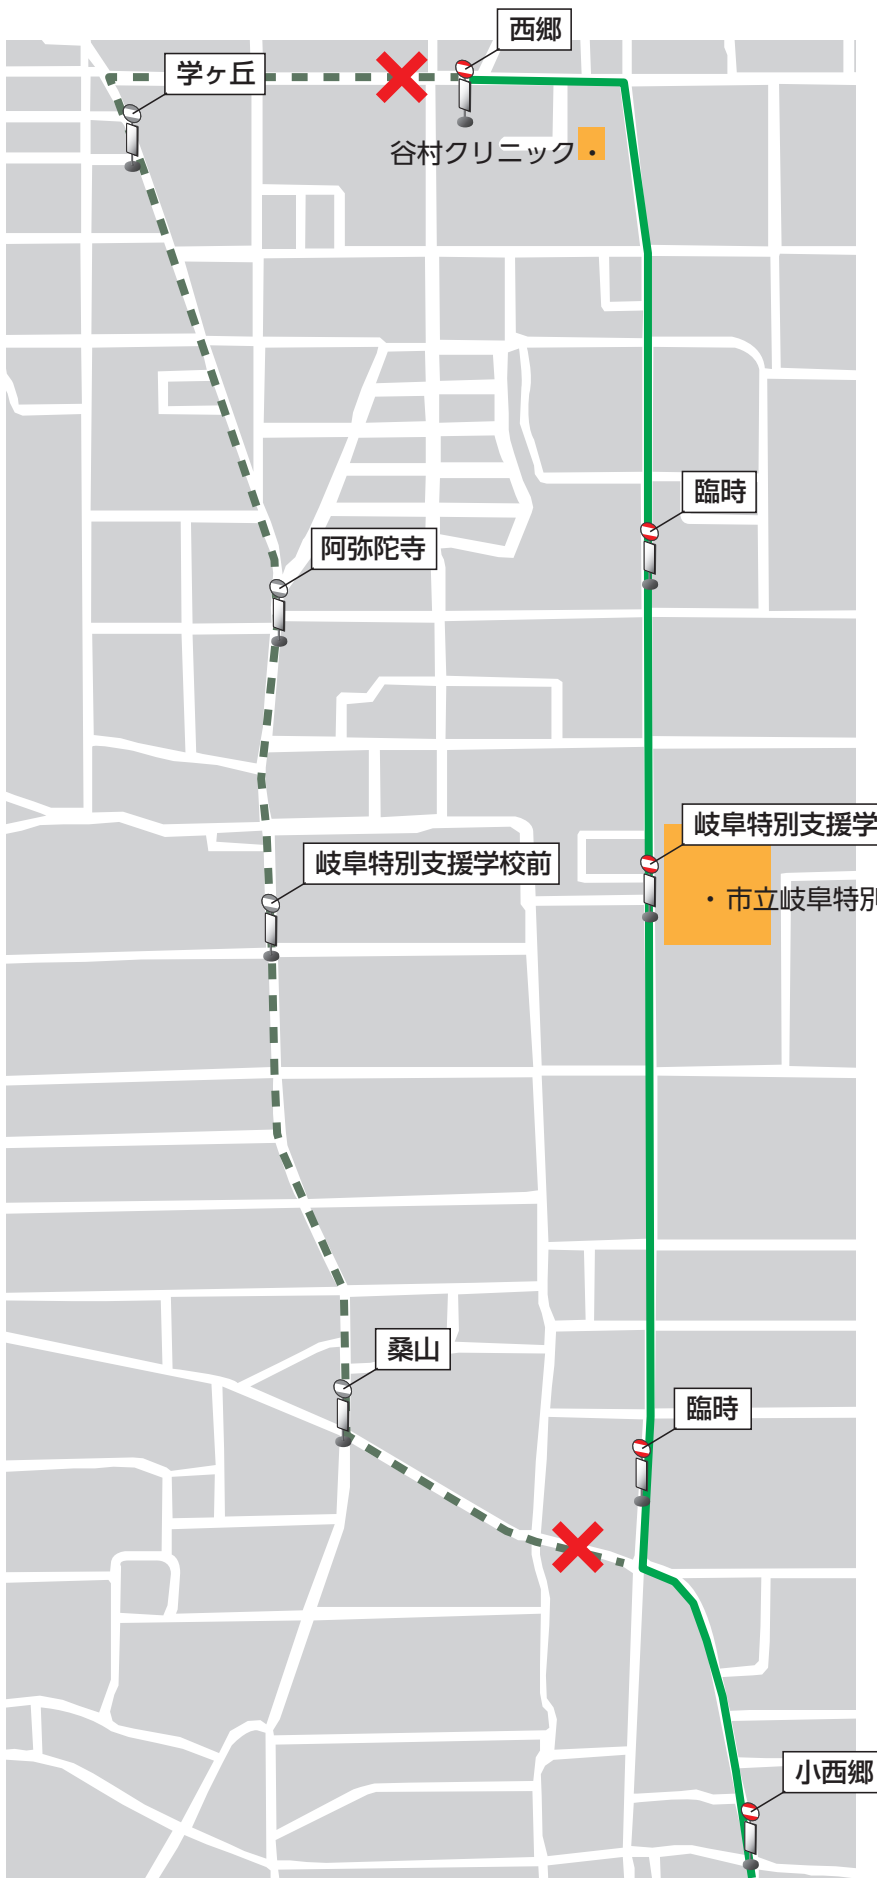 西郷
学ヶ丘
谷村クリニック・
臨時
阿弥陀寺
岐阜特別支援学
岐阜特別支援学校前
・市立岐阜特別
桑山
臨時
小西郷